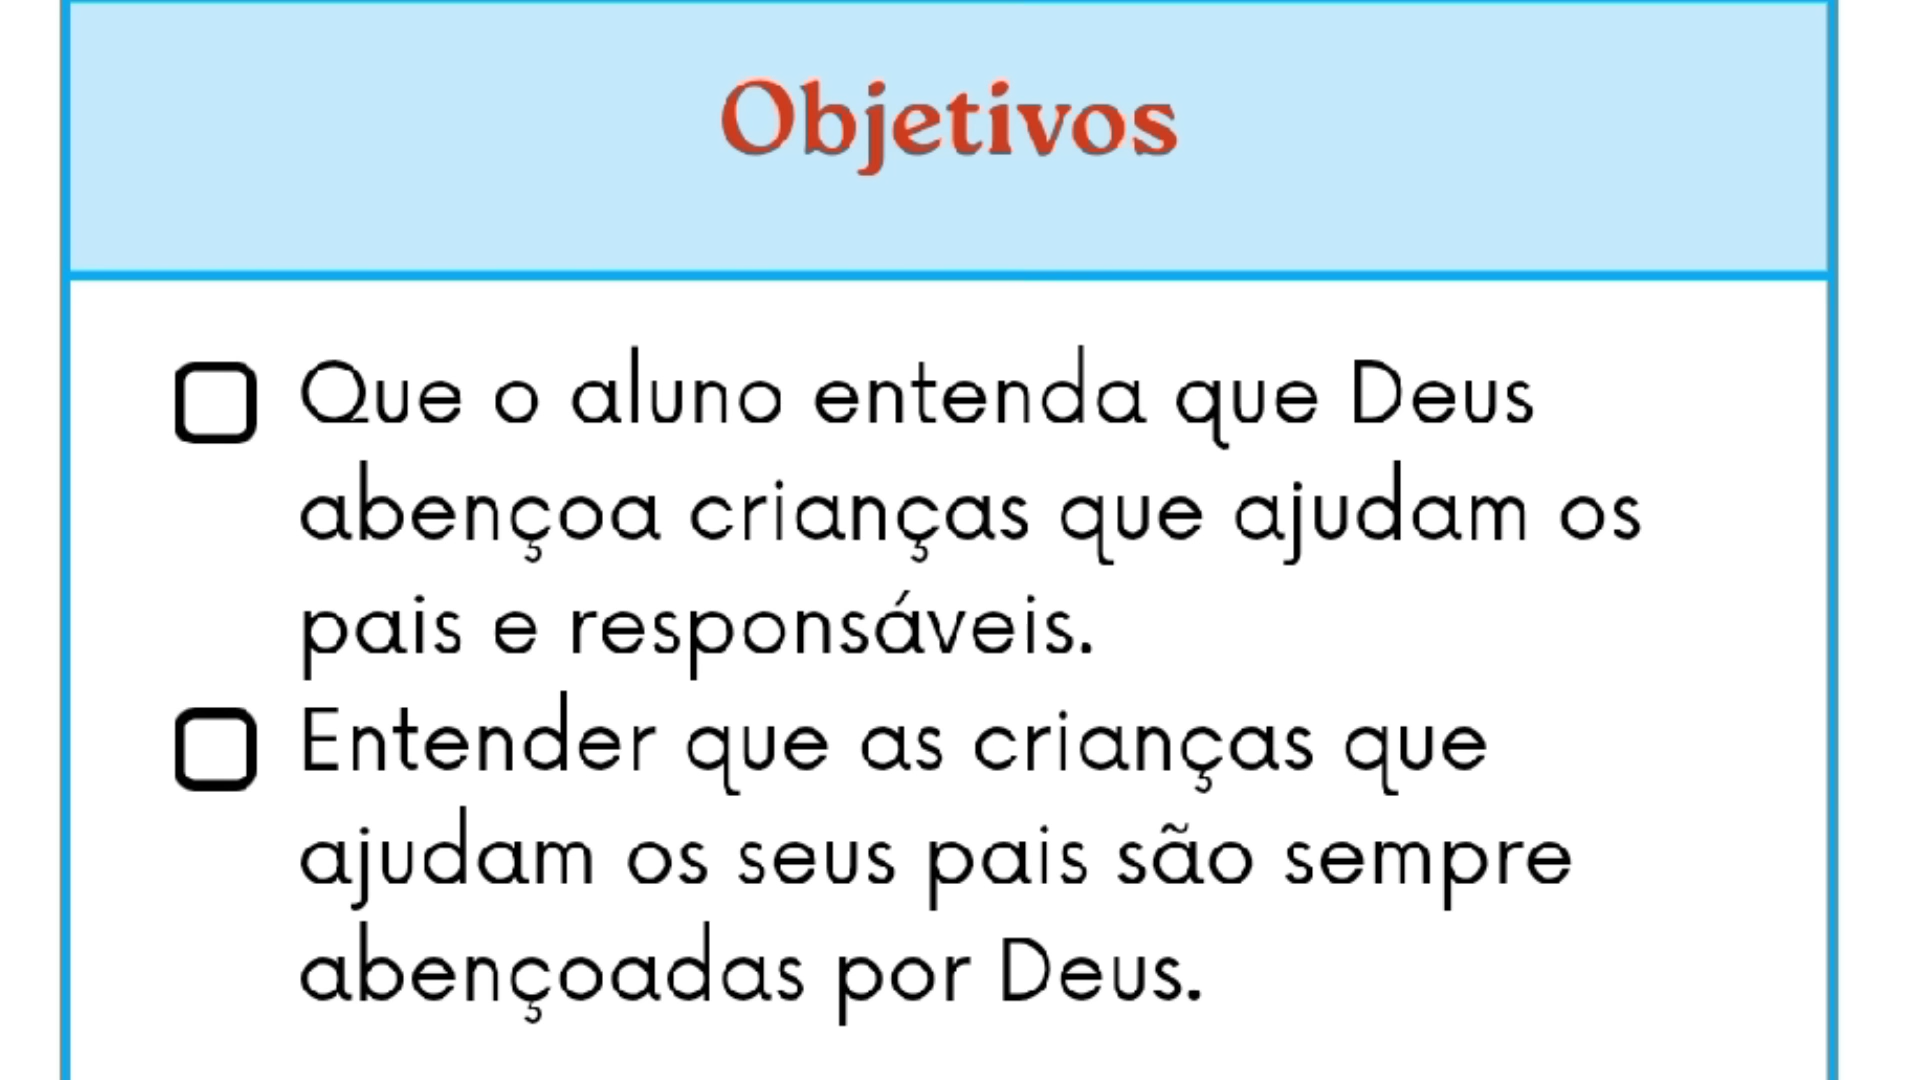 Objetivos
Que o aluno entenda que Deus
abençoa crianças que ajudam os
pais e responsáveis.
Entender que as crianças que
ajudam os seus pais são sempre
abençoadas por Deus.